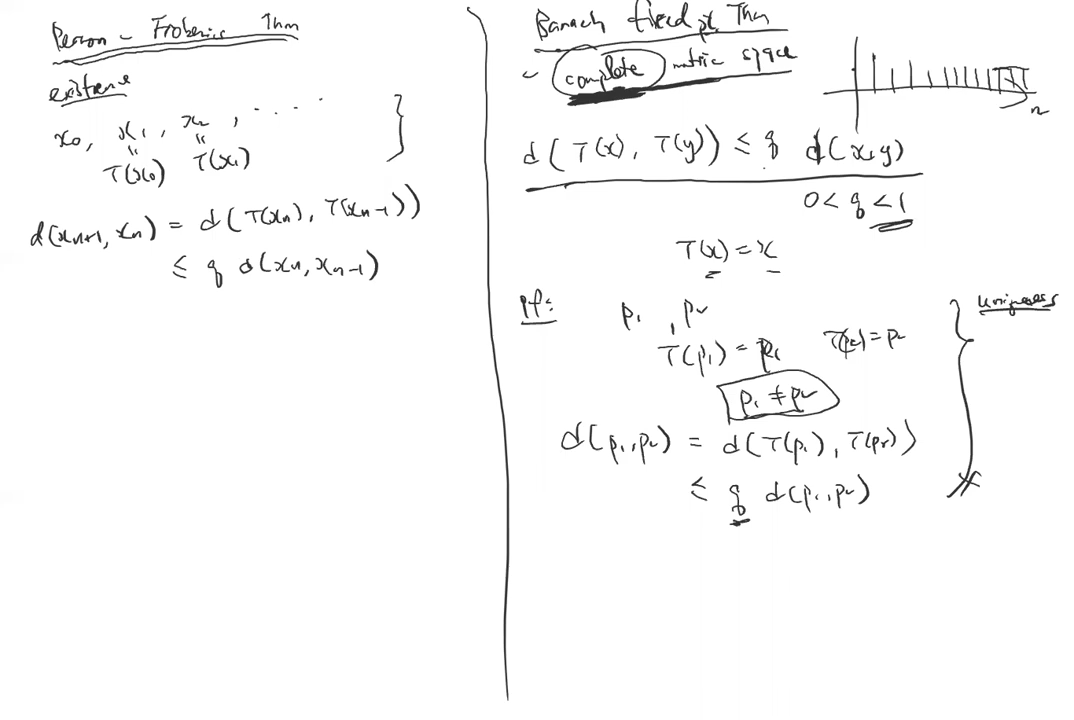 Perron - Frobenius Thm
existence
x₀, x₁, x₂, ....
" "
T(x₀) T(x₁)
d(xn+1, xn) = d(T(xn), T(xn-1))
≤ q d(xn, xn-1)
Banach fixed pt Thm
- complete metric space
n
d(T(x), T(y)) ≤ q d(x,y)
0 < q < 1
T(x) = x
Pf:
p₁, p₂
uniqueness
T(p₁) = p₁ T(p₂) = p₂
p₁ ≠ p₂
d(p₁, p₂) = d(T(p₁), T(p₂))
≤ q d(p₁, p₂)